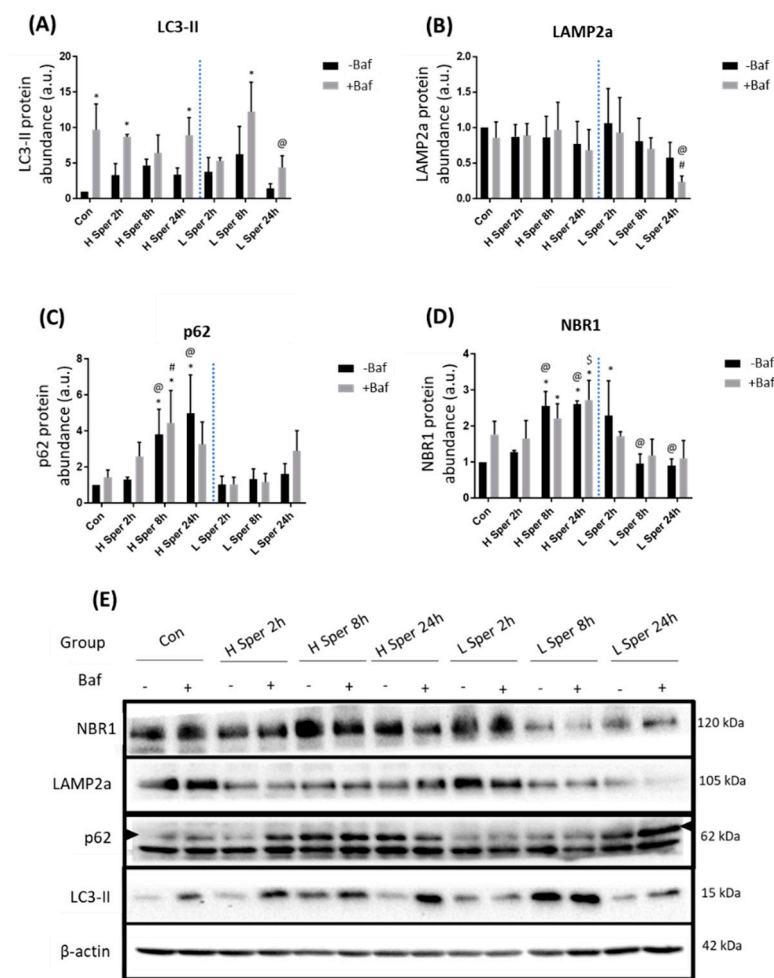 (A)
LC3-II
LC3-II protein
abundance (a.u.)
20
15
10
5
0
*
*
*
*
@
Con
H Sper 2h
H Sper 8h
H Sper 24h
L Sper 2h
L Sper 8h
L Sper 24h
-Baf
+Baf
(B)
LAMP2a
LAMP2a protein
abundance (a.u.)
2.0
1.5
1.0
0.5
0.0
@
#
Con
H Sper 2h
H Sper 8h
H Sper 24h
L Sper 2h
L Sper 8h
L Sper 24h
-Baf
+Baf
(C)
p62
p62 protein
abundance (a.u.)
8
6
4
2
0
@
*
#
*
@
*
Con
H Sper 2h
H Sper 8h
H Sper 24h
L Sper 2h
L Sper 8h
L Sper 24h
-Baf
+Baf
(D)
NBR1
NBR1 protein
abundance (a.u.)
4
3
2
1
0
@
*
*
@
*
$
*
*
@
@
Con
H Sper 2h
H Sper 8h
H Sper 24h
L Sper 2h
L Sper 8h
L Sper 24h
-Baf
+Baf
(E)
Group Con H Sper 2h H Sper 8h H Sper 24h L Sper 2h L Sper 8h L Sper 24h
Baf - + - + - + - + - + - + - +
NBR1 120 kDa
LAMP2a 105 kDa
p62 62 kDa
LC3-II 15 kDa
β-actin 42 kDa